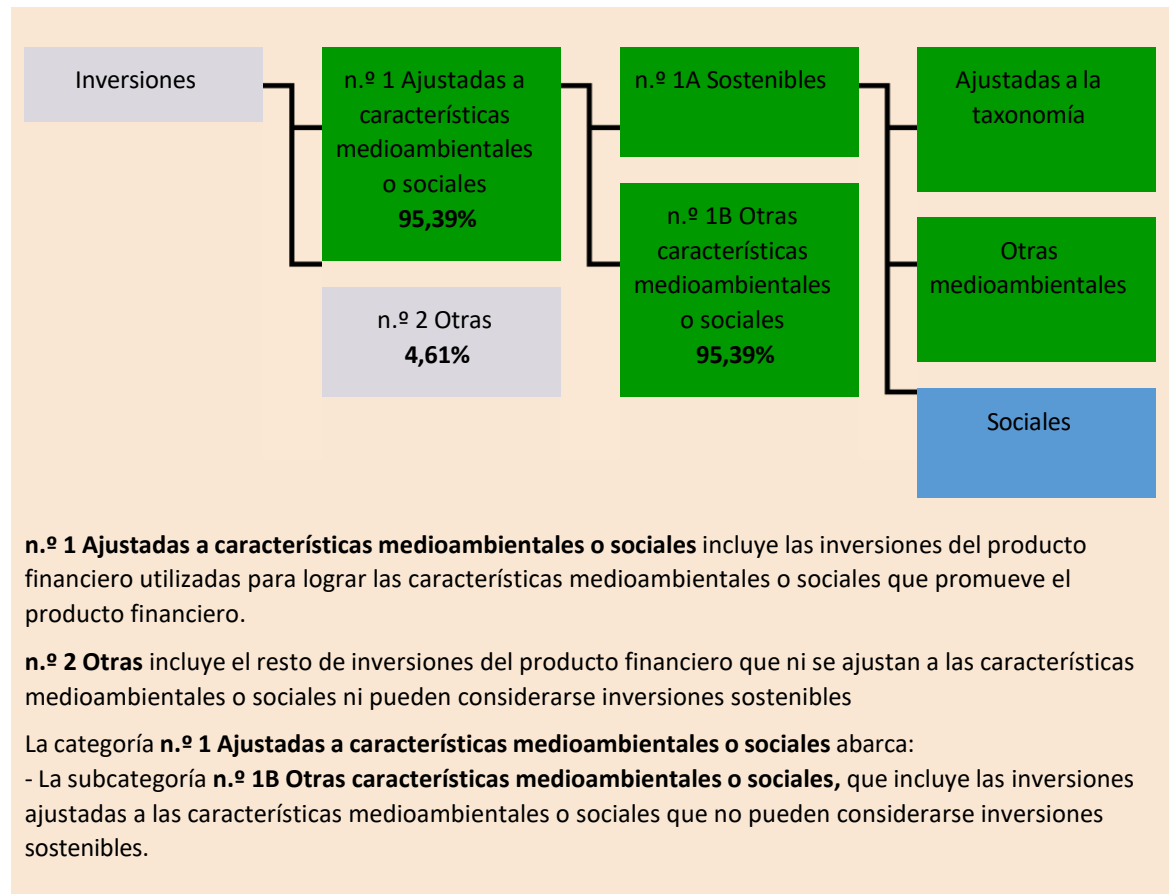 Inversiones
n.º 1 Ajustadas a
características
medioambientales
o sociales
95,39%
n.º 2 Otras
4,61%
n.º 1A Sostenibles
n.º 1B Otras
características
medioambientales
o sociales
95,39%
Ajustadas a la
taxonomía
Otras
medioambientales
Sociales
n.º 1 Ajustadas a características medioambientales o sociales incluye las inversiones del producto
financiero utilizadas para lograr las características medioambientales o sociales que promueve el
producto financiero.
n.º 2 Otras incluye el resto de inversiones del producto financiero que ni se ajustan a las características
medioambientales o sociales ni pueden considerarse inversiones sostenibles
La categoría n.º 1 Ajustadas a características medioambientales o sociales abarca:
- La subcategoría n.º 1B Otras características medioambientales o sociales, que incluye las inversiones
ajustadas a las características medioambientales o sociales que no pueden considerarse inversiones
sostenibles.